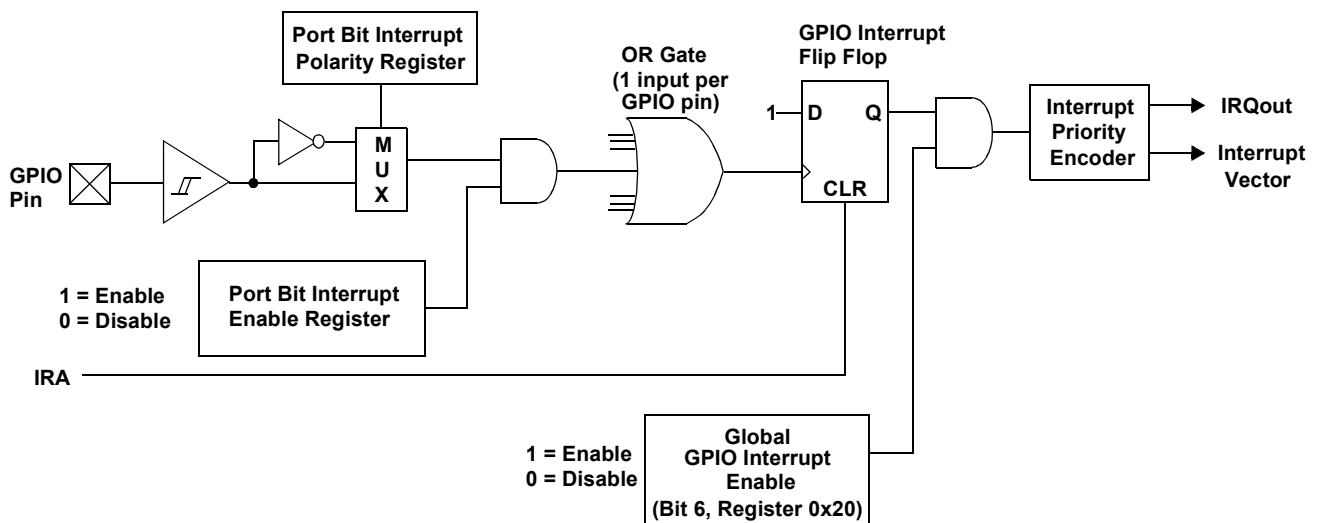 Port Bit Interrupt
Polarity Register
OR Gate
(1 input per
GPIO pin)
GPIO Interrupt
Flip Flop
GPIO
Pin
M
U
X
1
D
Q
CLR
Interrupt
Priority
Encoder
IRQout
Interrupt
Vector
1 = Enable
0 = Disable
Port Bit Interrupt
Enable Register
IRA
1 = Enable
0 = Disable
Global
GPIO Interrupt
Enable
(Bit 6, Register 0x20)